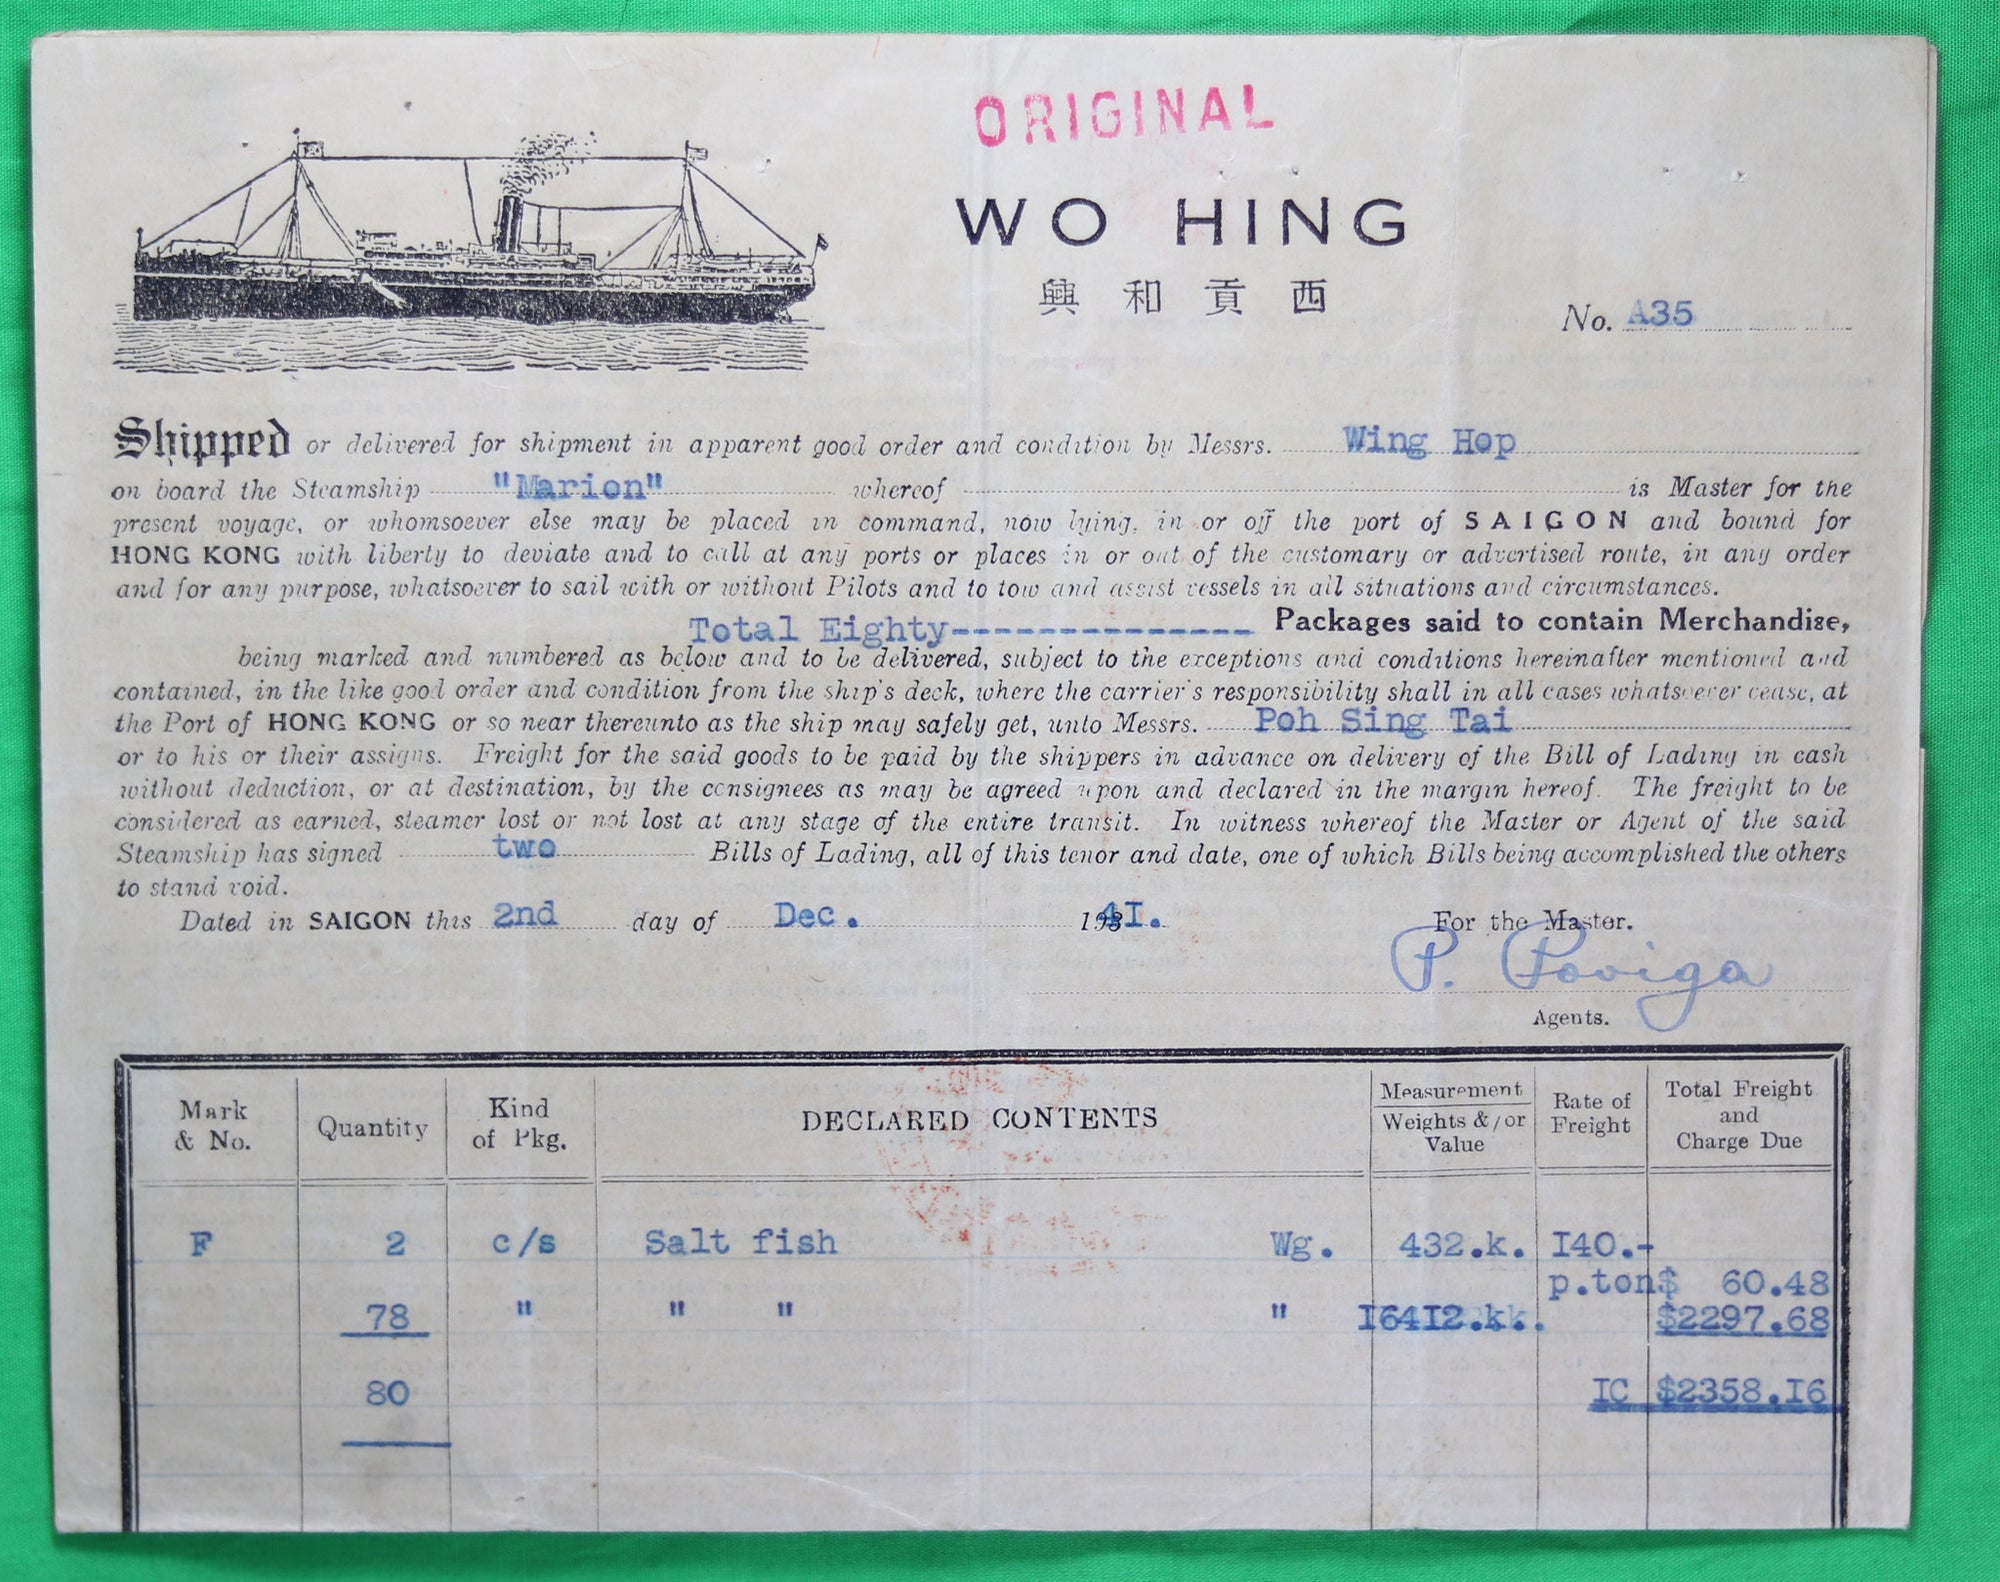 ORIGINAL
WO HING
興 和 貢 西
No. A35
Shipped or delivered for shipment in apparent good order and condition by Messrs. Wing Hop
on board the Steamship "Marion" whereof is Master for the
present voyage, or whomsoever else may be placed in command, now lying, in or off the port of SAIGON and bound for
HONG KONG with liberty to deviate and to call at any ports or places in or out of the customary or advertised route, in any order
and for any purpose, whatsoever to sail with or without Pilots and to tow and assist vessels in all situations and circumstances.
Total Eighty-------------- Packages said to contain Merchandise,
being marked and numbered as below and to be delivered, subject to the exceptions and conditions hereinafter mentioned and
contained, in the like good order and condition from the ship's deck, where the carrier's responsibility shall in all cases whatsoever cease, at
the Port of HONG KONG or so near thereunto as the ship may safely get, unto Messrs. Poh Sing Tai
or to his or their assigns. Freight for the said goods to be paid by the shippers in advance on delivery of the Bill of Lading in cash
without deduction, or at destination, by the consignees as may be agreed upon and declared in the margin hereof. The freight to be
considered as earned, steamer lost or not lost at any stage of the entire transit. In witness whereof the Master or Agent of the said
Steamship has signed two Bills of Lading, all of this tenor and date, one of which Bills being accomplished the others
to stand void.
Dated in SAIGON this 2nd day of Dec. 1941. For the Master.
P. Poviga
Agents.
Mark & No. Quantity Kind of Pkg. DECLARED CONTENTS Measurement Weights &/or Value Rate of Freight Total Freight and Charge Due
F 2 c/s Salt fish Wg. 432.k. I40.-
p.ton $ 60.48
78 " " " " I64I2.k. $2297.68
80 IC $2358.I6